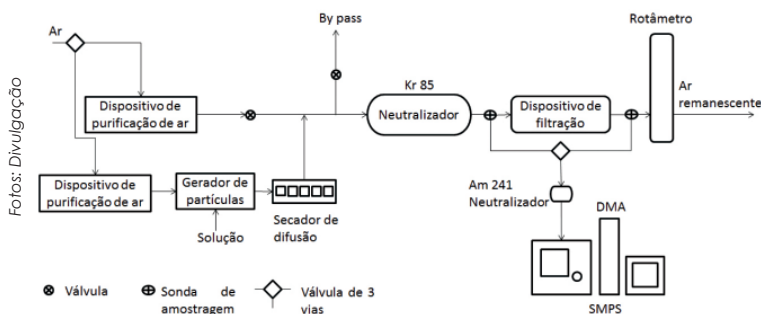 By pass
Rotâmetro
Ar
Kr 85
Dispositivo de
purificação de ar
Neutralizador
Dispositivo de
filtração
Ar
remanescente
Fotos: Divulgação
Dispositivo de
purificação de ar
Gerador de
partículas
Solução
Secador de
difusão
Am 241
Neutralizador
DMA
SMPS
Válvula
Sonda de
amostragem
Válvula de 3
vias